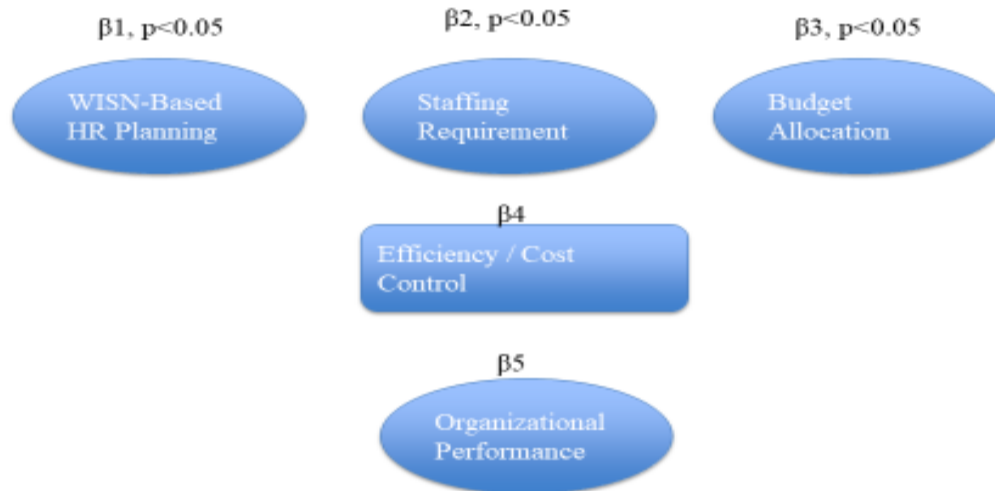 β1, p<0.05
β2, p<0.05
β3, p<0.05
WISN-Based
HR Planning
Staffing
Requirement
Budget
Allocation
β4
Efficiency / Cost
Control
β5
Organizational
Performance